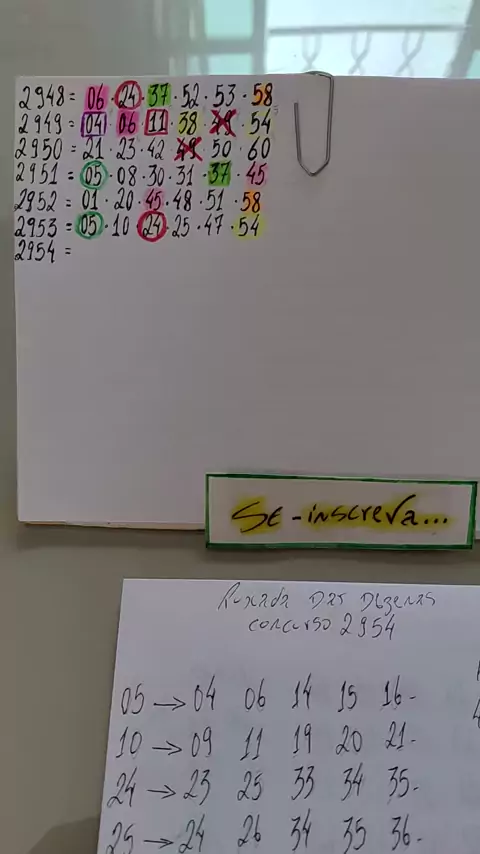 2948= 06 · 24 · 37 · 52 · 53 · 58
2949= 04 · 06 · 11 · 38 · 49 · 54
2950= 21 · 23 · 42 · 49 · 50 · 60
2951= 05 · 08 · 30 · 31 · 37 · 45
2952= 01 · 20 · 45 · 48 · 51 · 58
2953= 05 · 10 · 24 · 25 · 47 · 54
2954 =
SE-inscreva...
Puxada Das Dezenas
concurso 2954
05 → 04 06 14 15 16-
10 → 09 11 19 20 21-
24 → 23 25 33 34 35-
25 → 24 26 34 35 36-